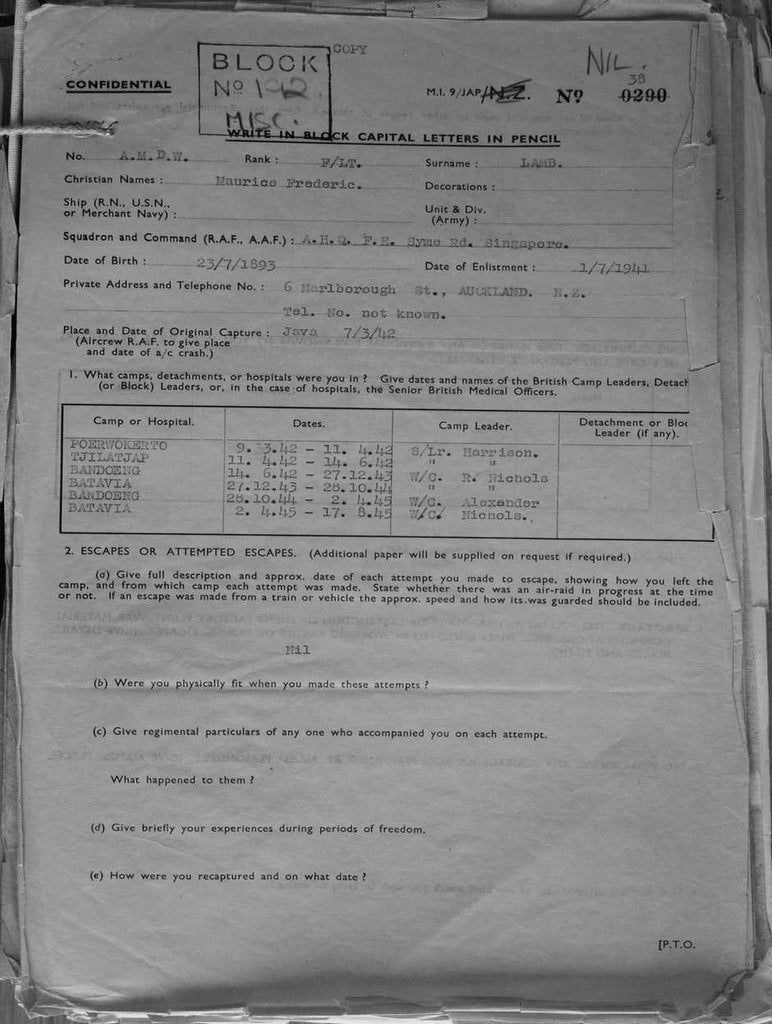 COPY
BLOCK
Nº 192
MISC.
NIL.
38
CONFIDENTIAL
M.I. 9/JAP/N.Z. Nº 0290
WRITE IN BLOCK CAPITAL LETTERS IN PENCIL
No. A.M.D.W. Rank : F/LT. Surname : LAMB.
Christian Names : Maurice Frederic. Decorations :
Ship (R.N., U.S.N.,
or Merchant Navy) :
Unit & Div.
(Army) :
Squadron and Command (R.A.F., A.A.F.) : A.H.Q. F.E. Syme Rd. Singapore.
Date of Birth : 23/7/1893 Date of Enlistment : 1/7/1941
Private Address and Telephone No. : 6 Marlborough St., AUCKLAND. N.Z.
Tel. No. not known.
Place and Date of Original Capture : Java 7/3/42
(Aircrew R.A.F. to give place
and date of a/c crash.)
1. What camps, detachments, or hospitals were you in ? Give dates and names of the British Camp Leaders, Detach
(or Block) Leaders, or, in the case of hospitals, the Senior British Medical Officers.
Camp or Hospital. Dates. Camp Leader. Detachment or Bloc
Leader (if any).
POERWOKERTO 9. 3.42 - 11. 4.42 S/Lr. Harrison.
TJILATJAP 11. 4.42 - 14. 6.42 " "
BANDOENG 14. 6.42 - 27.12.43 W/C. R. Nichols
BATAVIA 27.12.43 - 28.10.44 " "
BANDOENG 28.10.44 - 2. 4.45 W/C. Alexander
BATAVIA 2. 4.45 - 17. 8.45 W/C/ Nichols.
2. ESCAPES OR ATTEMPTED ESCAPES. (Additional paper will be supplied on request if required.)
(a) Give full description and approx. date of each attempt you made to escape, showing how you left the
camp, and from which camp each attempt was made. State whether there was an air-raid in progress at the time
or not. If an escape was made from a train or vehicle the approx. speed and how its was guarded should be included.
Nil
(b) Were you physically fit when you made these attempts ?
(c) Give regimental particulars of any one who accompanied you on each attempt.
What happened to them ?
(d) Give briefly your experiences during periods of freedom.
(e) How were you recaptured and on what date ?
[P.T.O.